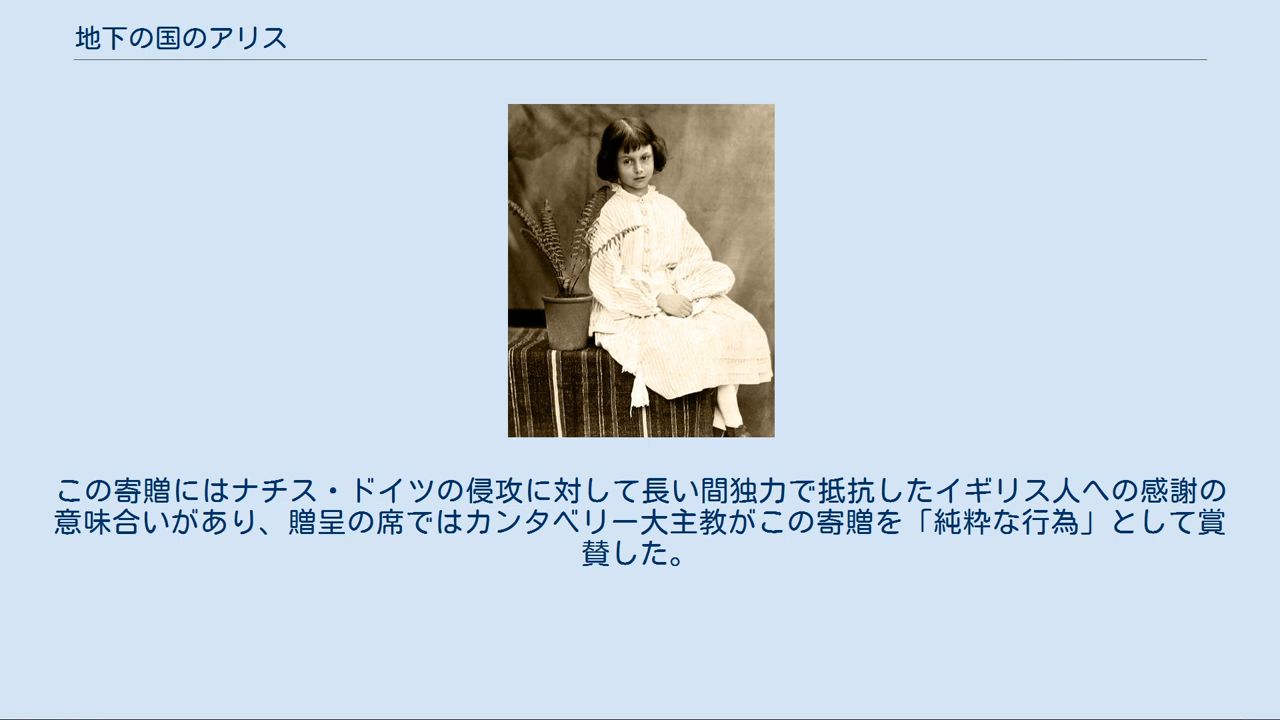 地下の国のアリス
この寄贈にはナチス・ドイツの侵攻に対して長い間独力で抵抗したイギリス人への感謝の
意味合いがあり、贈呈の席ではカンタベリー大主教がこの寄贈を「純粋な行為」として賞
賛した。